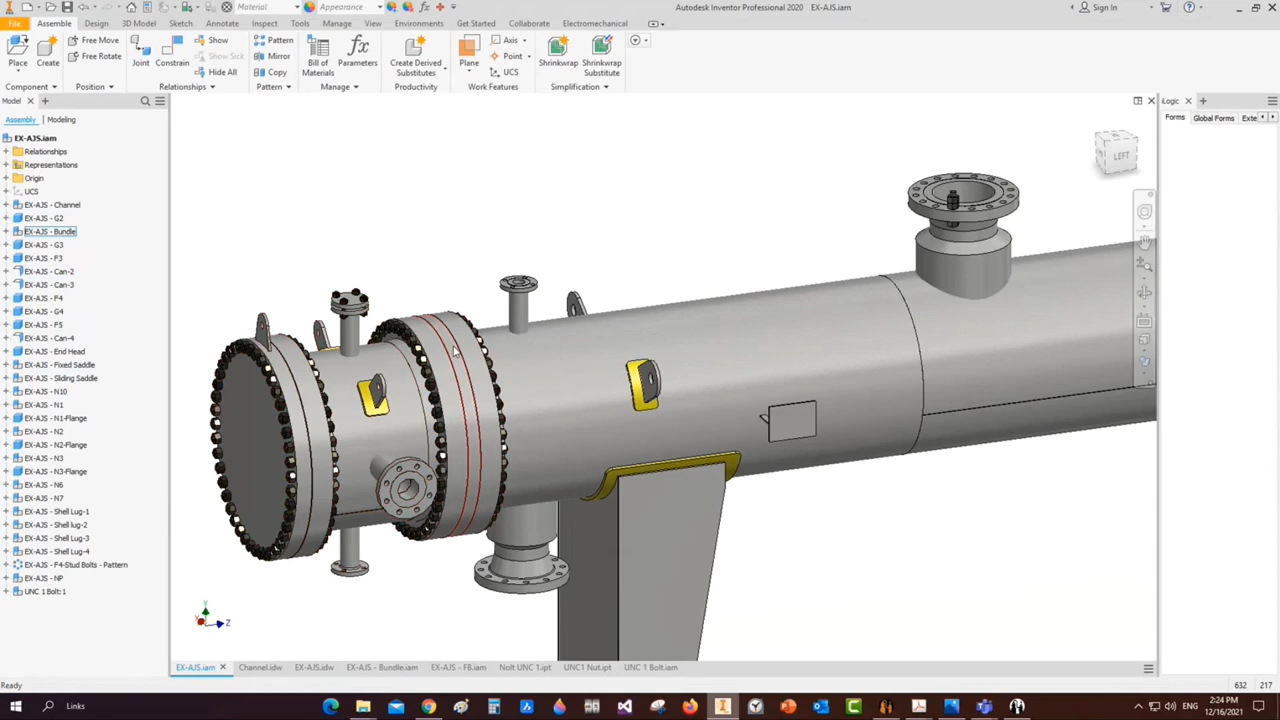 Material
Appearance
Autodesk Inventor Professional 2020 EX-AJS.iam
Sign In
File Assemble Design 3D Model Sketch Annotate Inspect Tools Manage View Environments Get Started Collaborate Electromechanical
Place
Create
Component
Free Move
Free Rotate
Position
Joint
Constrain
Show
Show Sick
Hide All
Relationships
Pattern
Mirror
Copy
Pattern
Bill of
Materials
Parameters
Manage
Create Derived
Substitutes
Productivity
Plane
Axis
Point
UCS
Work Features
Shrinkwrap
Shrinkwrap
Substitute
Simplification
Model
Assembly Modeling
EX-AJS.iam
Relationships
Representations
Origin
UCS
EX-AJS - Channel
EX-AJS - G2
EX-AJS - Bundle
EX-AJS - G3
EX-AJS - F3
EX-AJS - Can-2
EX-AJS - Can-3
EX-AJS - F4
EX-AJS - G4
EX-AJS - F5
EX-AJS - Can-4
EX-AJS - End Head
EX-AJS - Fixed Saddle
EX-AJS - Sliding Saddle
EX-AJS - N10
EX-AJS - N1
EX-AJS - N1-Flange
EX-AJS - N2
EX-AJS - N2-Flange
EX-AJS - N3
EX-AJS - N3-Flange
EX-AJS - N6
EX-AJS - N7
EX-AJS - Shell Lug-1
EX-AJS - Shell lug-2
EX-AJS - Shell Lug-3
EX-AJS - Shell Lug-4
EX-AJS - F4-Stud Bolts - Pattern
EX-AJS - NP
UNC 1 Bolt:1
LEFT
iLogic
Forms Global Forms Exte
Y
X
Z
EX-AJS.iam Channel.idw EX-AJS.idw EX-AJS - Bundle.iam EX-AJS - FB.iam Nolt UNC 1.ipt UNC1 Nut.ipt UNC 1 Bolt.iam
Ready
632 217
Links
2:24 PM
12/16/2021